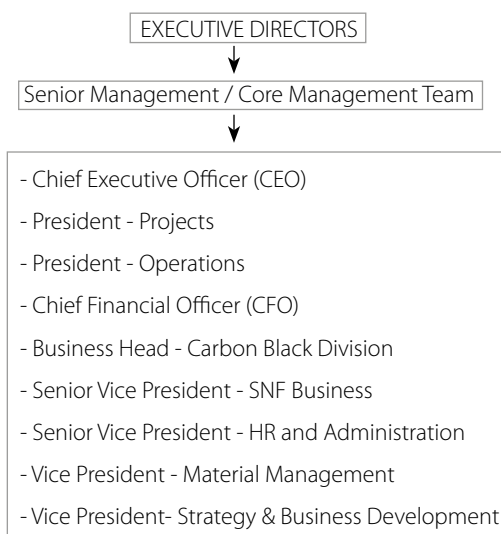 EXECUTIVE DIRECTORS
Senior Management / Core Management Team
- Chief Executive Officer (CEO)
- President - Projects
- President - Operations
- Chief Financial Officer (CFO)
- Business Head - Carbon Black Division
- Senior Vice President - SNF Business
- Senior Vice President - HR and Administration
- Vice President - Material Management
- Vice President- Strategy & Business Development